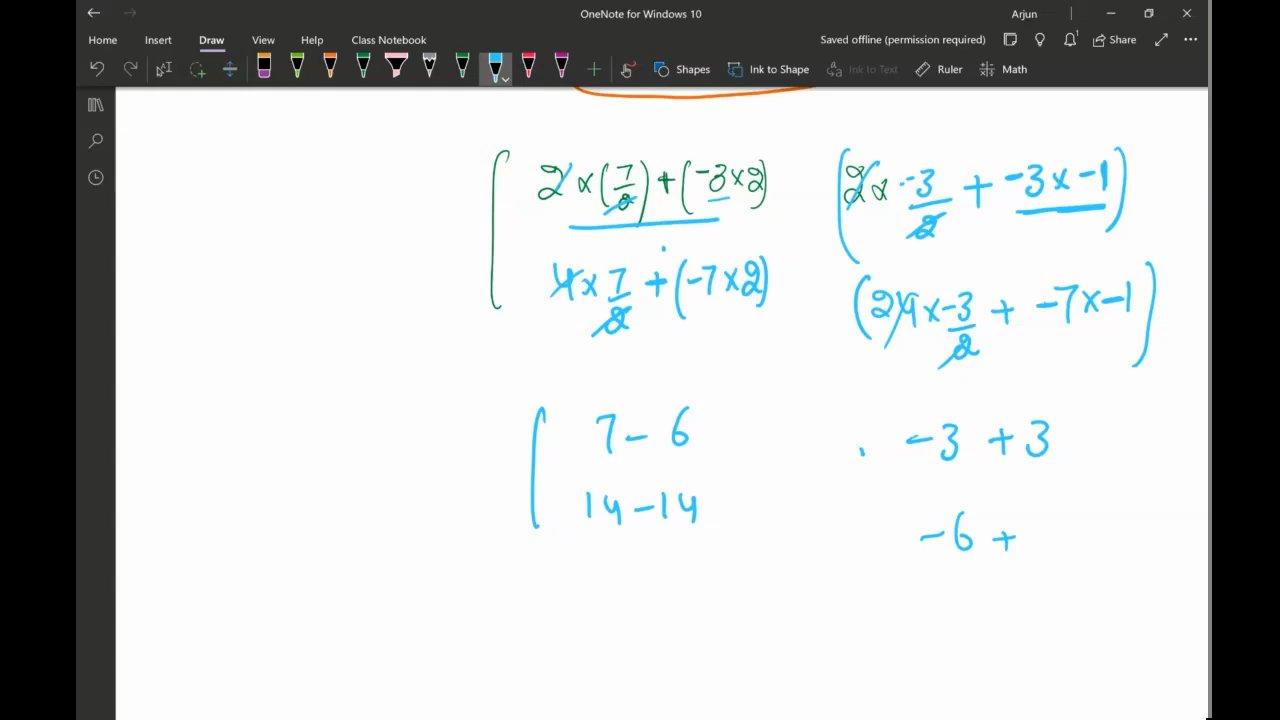 OneNote for Windows 10
Arjun
Home Insert Draw View Help Class Notebook
Saved offline (permission required) Share
Shapes Ink to Shape Ink to Text Ruler Math
2 x (7/2) + (-3 x 2) (2 x -3/2 + -3 x -1)
4 x 7/2 + (-7 x 2) (24 x -3/2 + -7 x -1)
7 - 6 -3 + 3
14 - 14 -6 +